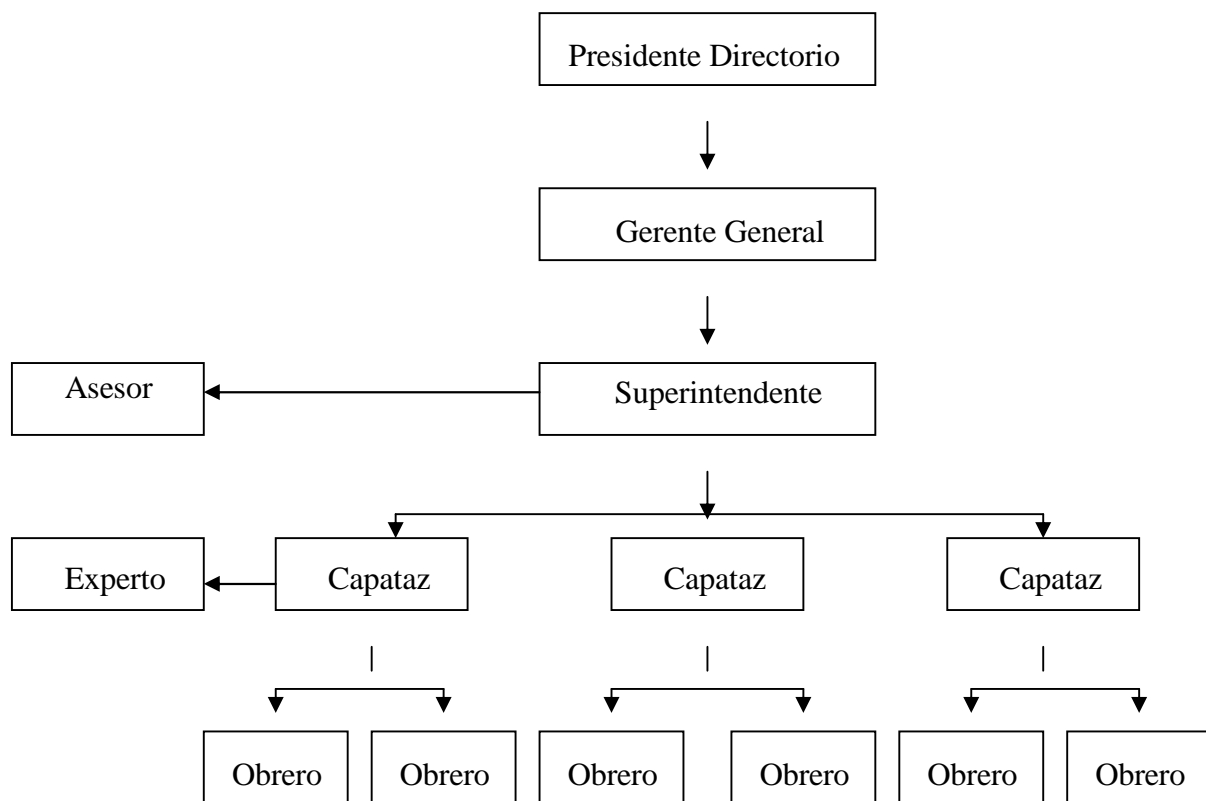 Presidente Directorio
Gerente General
Asesor
Superintendente
Experto
Capataz
Capataz
Capataz
Obrero
Obrero
Obrero
Obrero
Obrero
Obrero